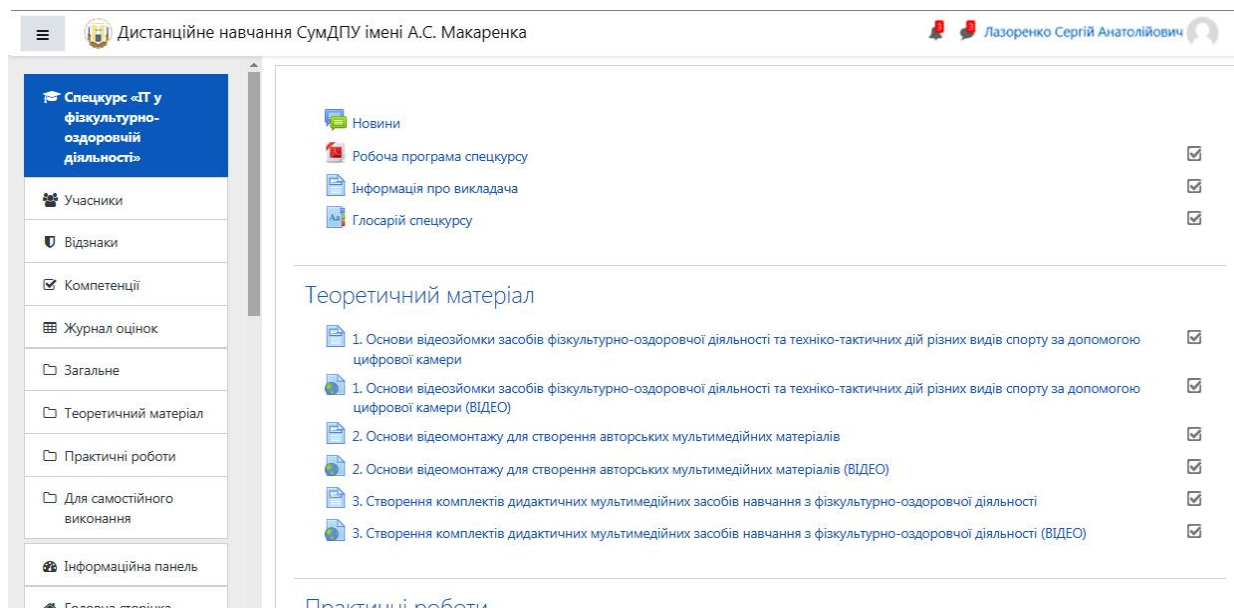 Дистанційне навчання СумДПУ імені А.С. Макаренка
3
3
Лазоренко Сергій Анатолійович
Спецкурс «ІТ у
фізкультурно-
оздоровчій
діяльності»
Учасники
Відзнаки
Компетенції
Журнал оцінок
Загальне
Теоретичний матеріал
Практичні роботи
Для самостійного
виконання
Інформаційна панель
Головна сторінка
Новини
Робоча програма спецкурсу
Інформація про викладача
Глосарій спецкурсу
Теоретичний матеріал
1. Основи відеозйомки засобів фізкультурно-оздоровчої діяльності та техніко-тактичних дій різних видів спорту за допомогою
цифрової камери
1. Основи відеозйомки засобів фізкультурно-оздоровчої діяльності та техніко-тактичних дій різних видів спорту за допомогою
цифрової камери (ВІДЕО)
2. Основи відеомонтажу для створення авторських мультимедійних матеріалів
2. Основи відеомонтажу для створення авторських мультимедійних матеріалів (ВІДЕО)
3. Створення комплектів дидактичних мультимедійних засобів навчання з фізкультурно-оздоровчої діяльності
3. Створення комплектів дидактичних мультимедійних засобів навчання з фізкультурно-оздоровчої діяльності (ВІДЕО)
Практичні роботи